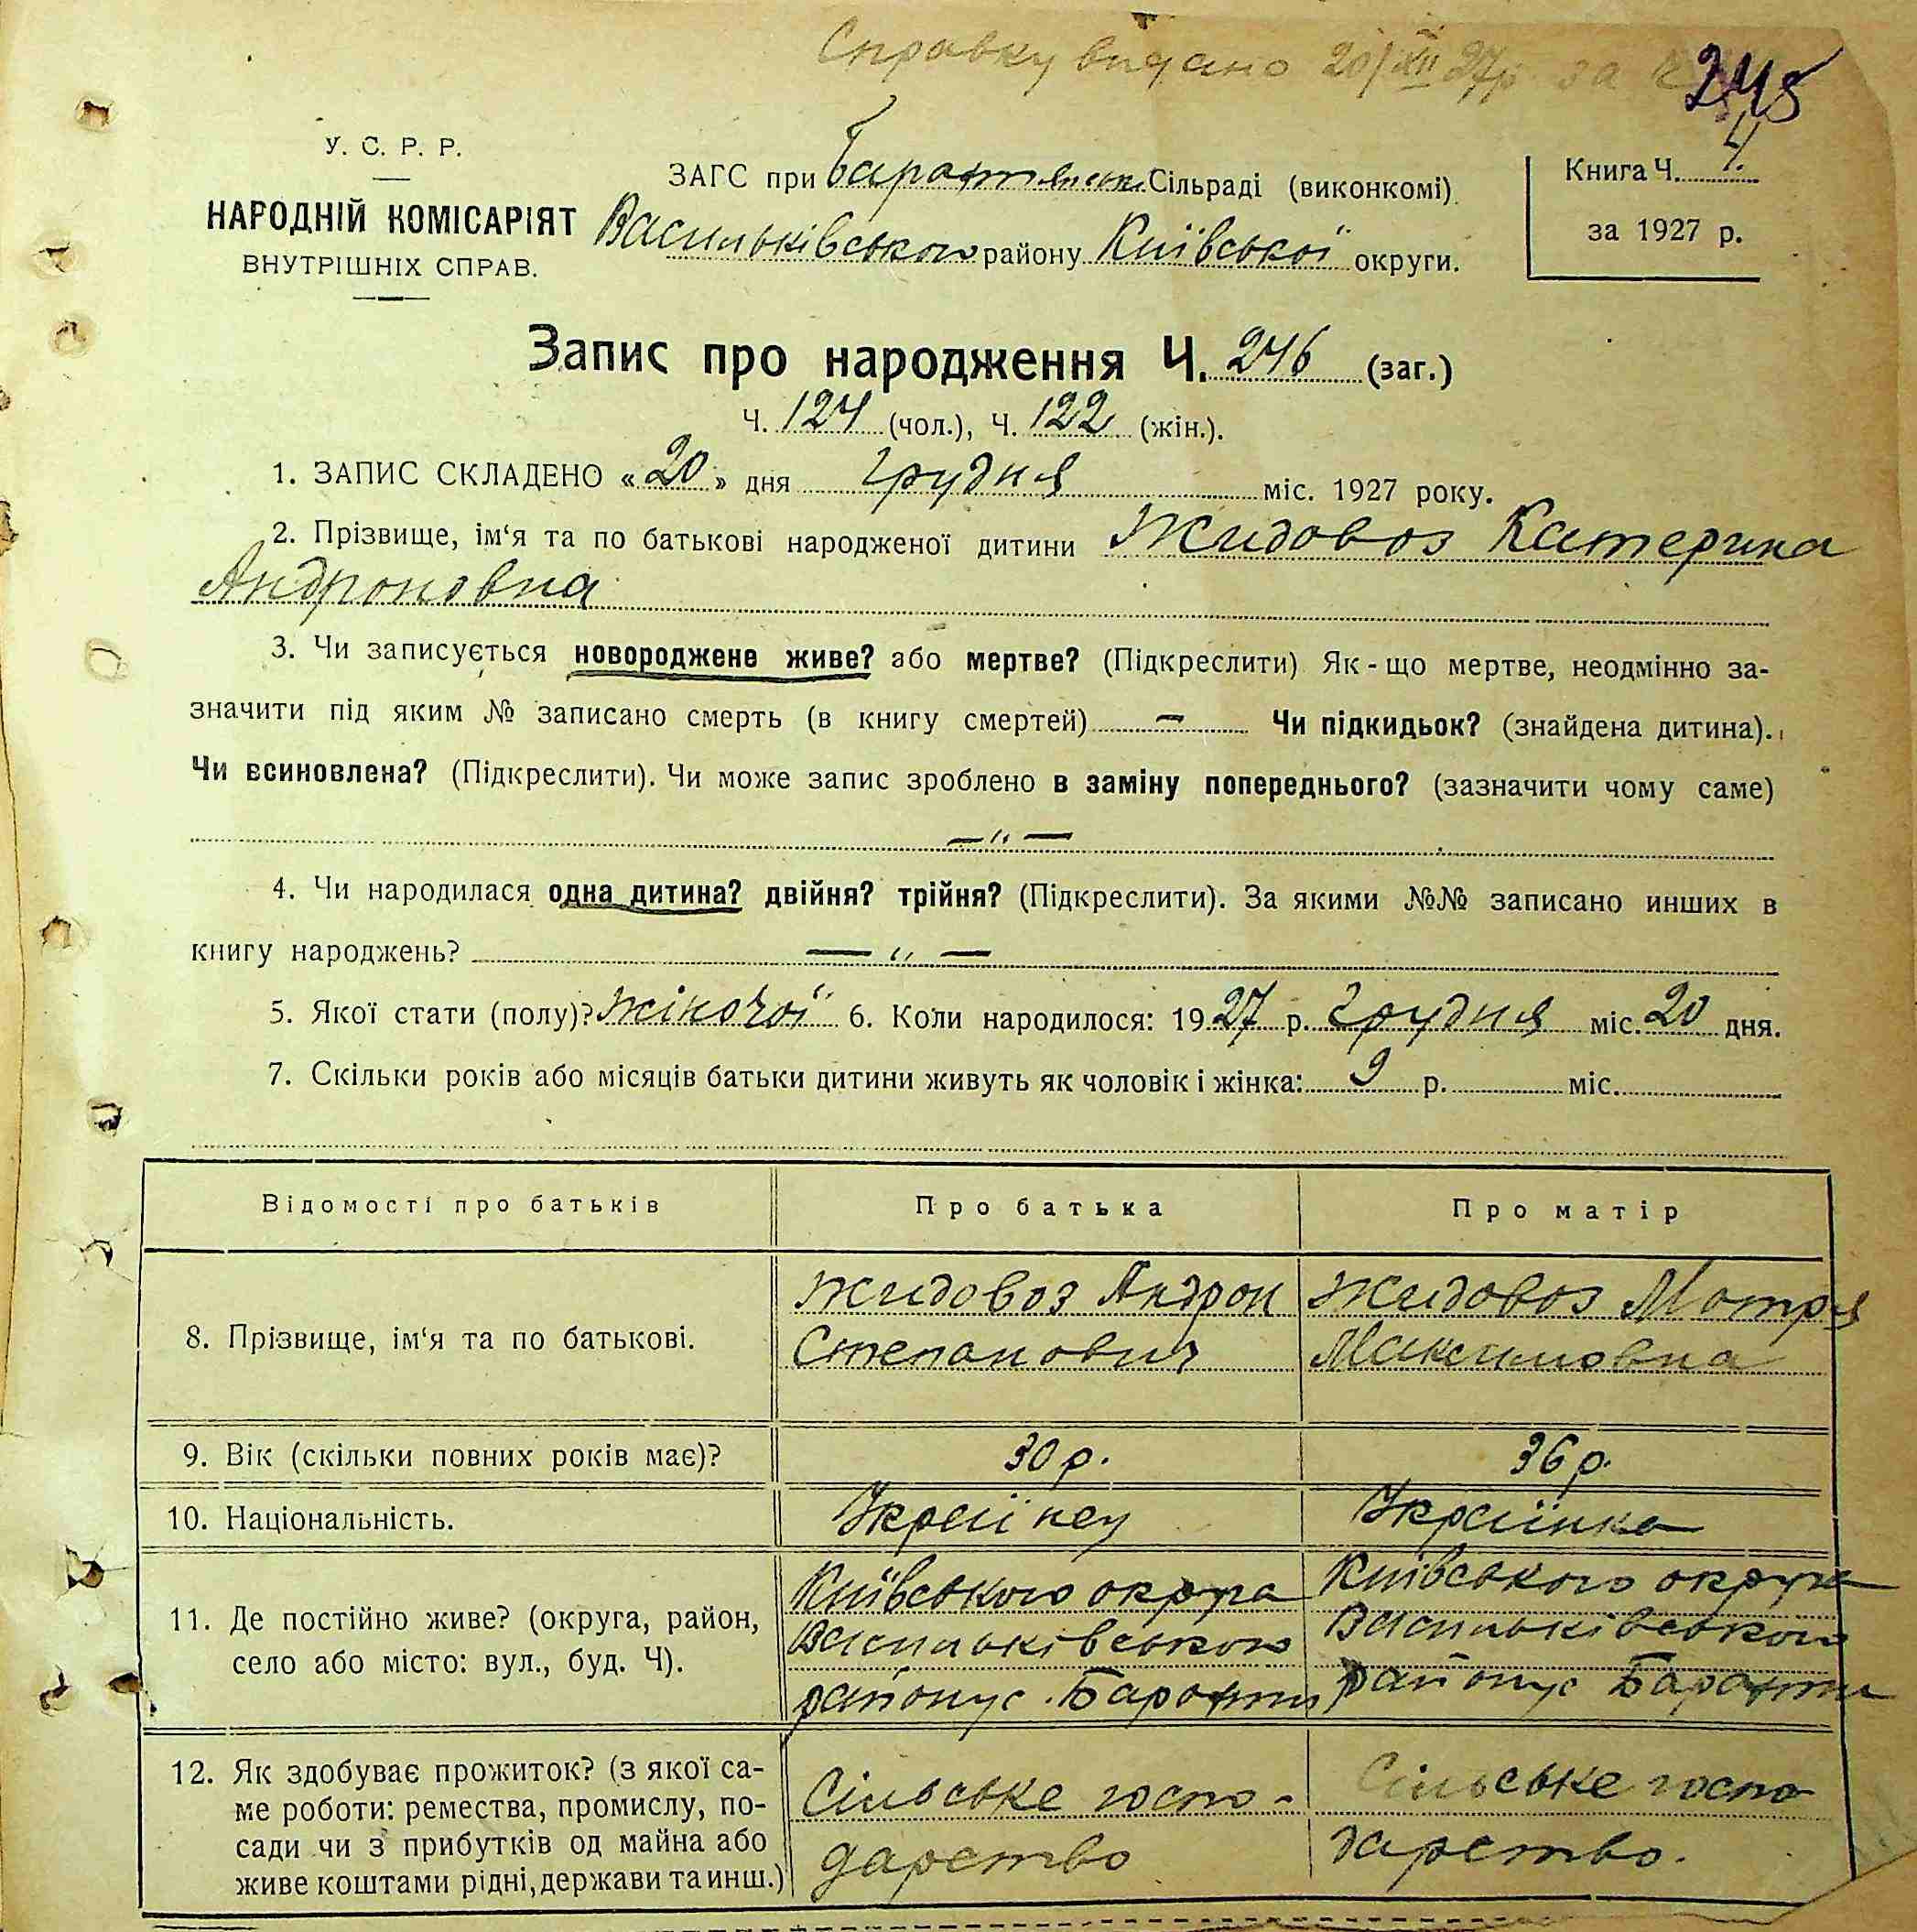 Справку видано 20/XII 27р за
245
У. С. Р. Р.
НАРОДНІЙ КОМІСАРІЯТ
ВНУТРІШНІХ СПРАВ.
ЗАГС при Барахтянськ. Сільраді (виконкомі)
Васильківського району Київської округи.
Книга Ч. 4
за 1927 р.
Запис про народження Ч. 246 (заг.)
Ч. 124 (чол.), Ч. 122 (жін.).
1. ЗАПИС СКЛАДЕНО «20» дня грудня міс. 1927 року.
2. Прізвище, ім‘я та по батькові народженої дитини Жидовоз Катерина
Андроновна
3. Чи записується новороджене живе? або мертве? (Підкреслити) Як-що мертве, неодмінно за-
значити під яким № записано смерть (в книгу смертей) — Чи підкидьок? (знайдена дитина).
Чи всиновлена? (Підкреслити). Чи може запис зроблено в заміну попереднього? (зазначити чому саме)
— „ —
4. Чи народилася одна дитина? двійня? трійня? (Підкреслити). За якими №№ записано инших в
книгу народжень? — „ —
5. Якої стати (полу)? жіночої 6. Коли народилося: 1927 р. Грудня міс. 20 дня.
7. Скільки років або місяців батьки дитини живуть як чоловік і жінка: 9 р. міс.
Відомості про батьків Про батька Про матір
8. Прізвище, ім‘я та по батькові.
Жидовоз Андрон
Степанович
Жидовоз Мотря
Максимовна
9. Вік (скільки повних років має)? 30 р. 36 р.
10. Національність. Українец Українка
11. Де постійно живе? (округа, район,
село або місто: вул., буд. Ч).
Київського округа
Васильківського
району с. Барахти
Київського округа
Васильківського
району с Барахти
12. Як здобуває прожиток? (з якої са-
ме роботи: ремества, промислу, по-
сади чи з прибутків од майна або
живе коштами рідні, держави та инш.)
Сільське госпо-
дарство
Сільське госпо
дарство.